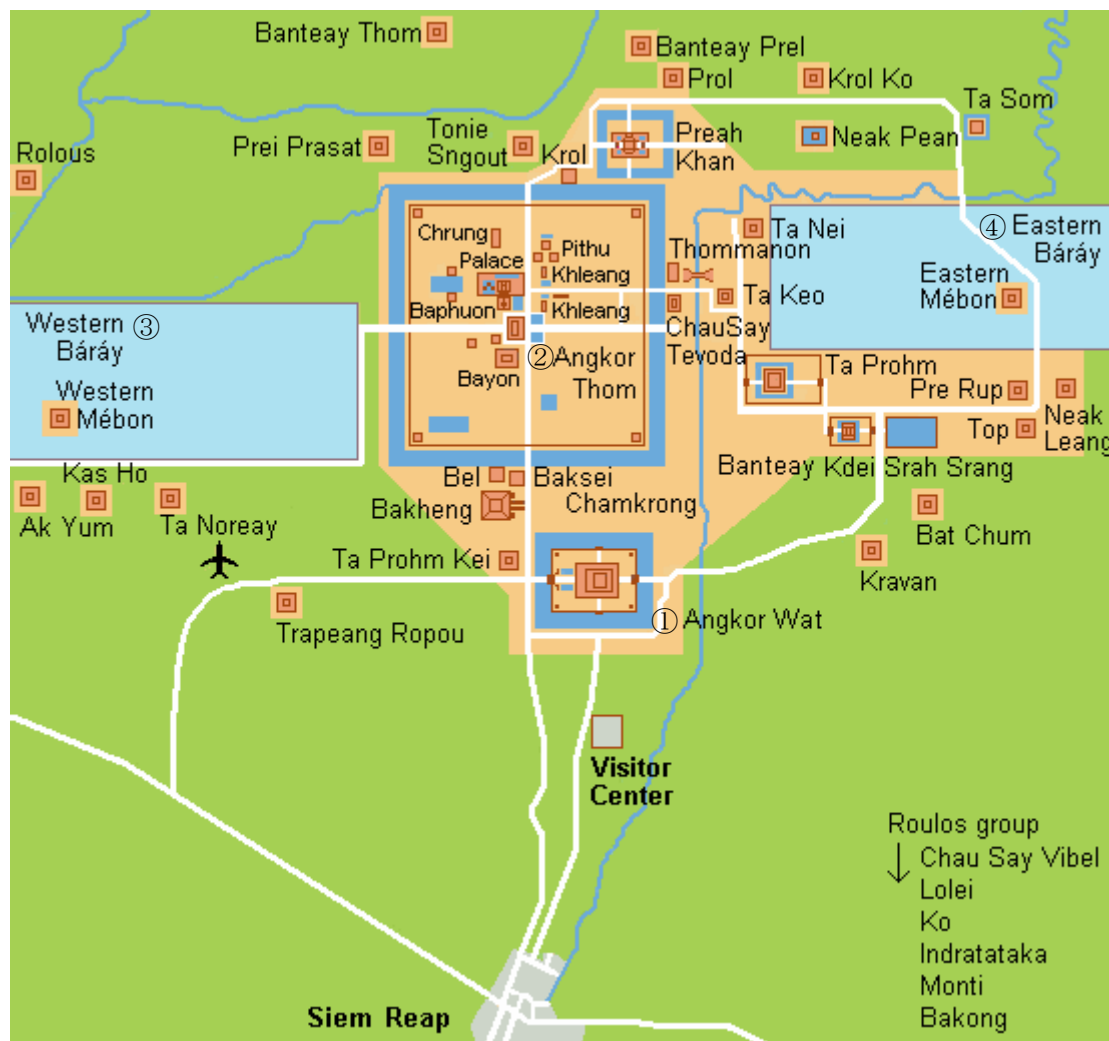 Banteay Thom
Banteay Prel
Prol
Krol Ko
Ta Som
Rolous
Prei Prasat
Tonie
Sngout
Krol
Preah
Khan
Neak Pean
Chrung
Pithu
Palace
Khleang
Baphuon
Khleang
Bayon
② Angkor
Thom
Thommanon
Ta Nei
④ Eastern
Báráy
Eastern
Mébon
Ta Keo
ChauSay
Tevoda
Western ③
Báráy
Western
Mébon
Ta Prohm
Pre Rup
Neak
Leang
Top
Banteay Kdei Srah Srang
Kas Ho
Ak Yum
Ta Noreay
Bel
Baksei
Chamkrong
Bakheng
Bat Chum
Kravan
Ta Prohm Kei
Trapeang Ropou
① Angkor Wat
Visitor
Center
Siem Reap
Roulos group
Chau Say Vibel
Lolei
Ko
Indratataka
Monti
Bakong